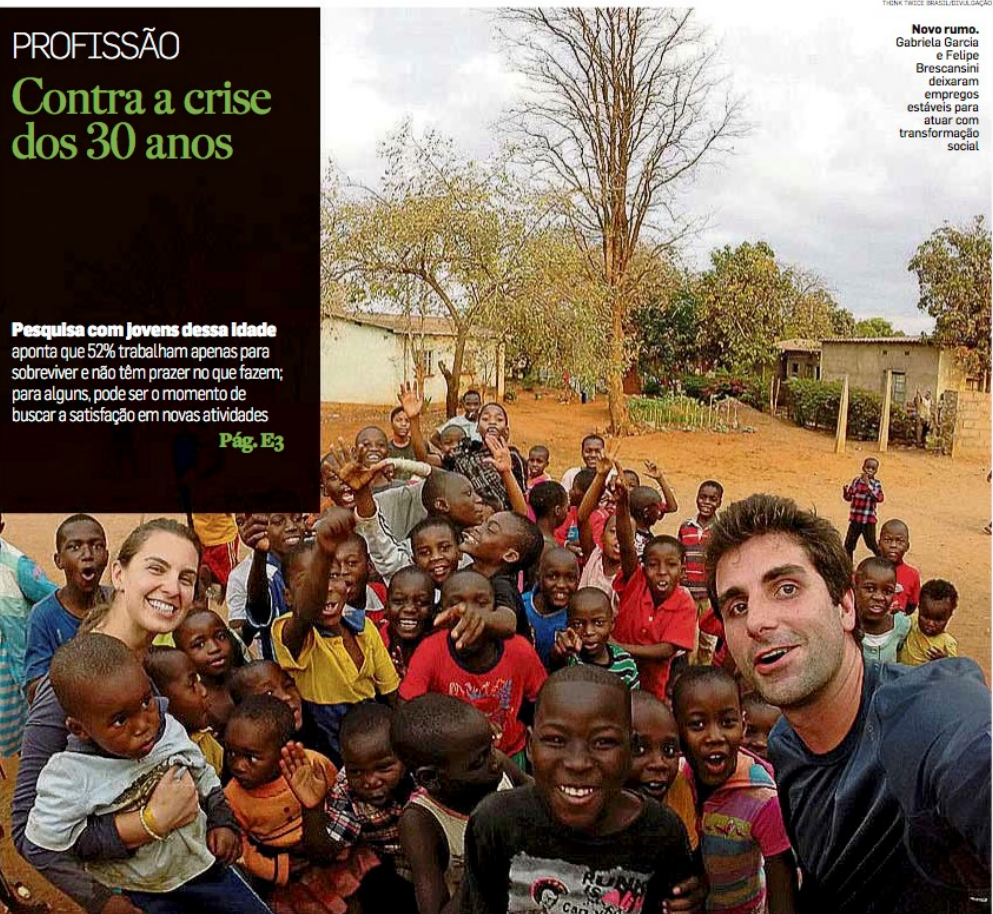 THINK TWICE BRASIL/DIVULGAÇÃO
PROFISSÃO
Contra a crise
dos 30 anos
Pesquisa com jovens dessa idade
aponta que 52% trabalham apenas para
sobreviver e não têm prazer no que fazem;
para alguns, pode ser o momento de
buscar a satisfação em novas atividades
Pág. E3
Novo rumo.
Gabriela Garcia
e Felipe
Brescansini
deixaram
empregos
estáveis para
atuar com
transformação
social